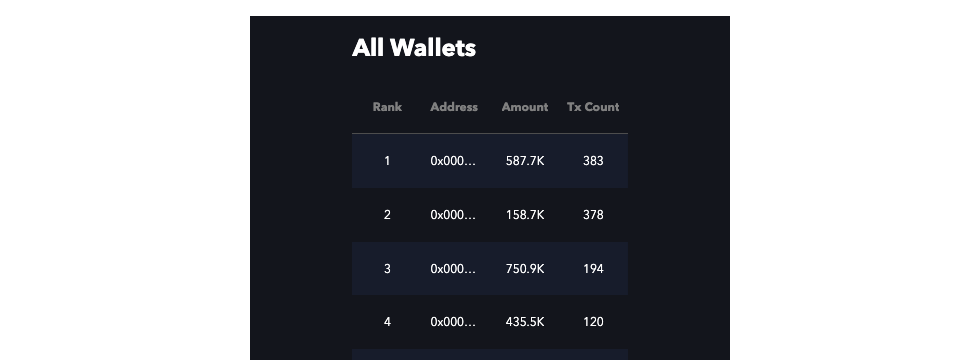 All Wallets
Rank Address Amount Tx Count
1 0x000... 587.7K 383
2 0x000... 158.7K 378
3 0x000... 750.9K 194
4 0x000... 435.5K 120